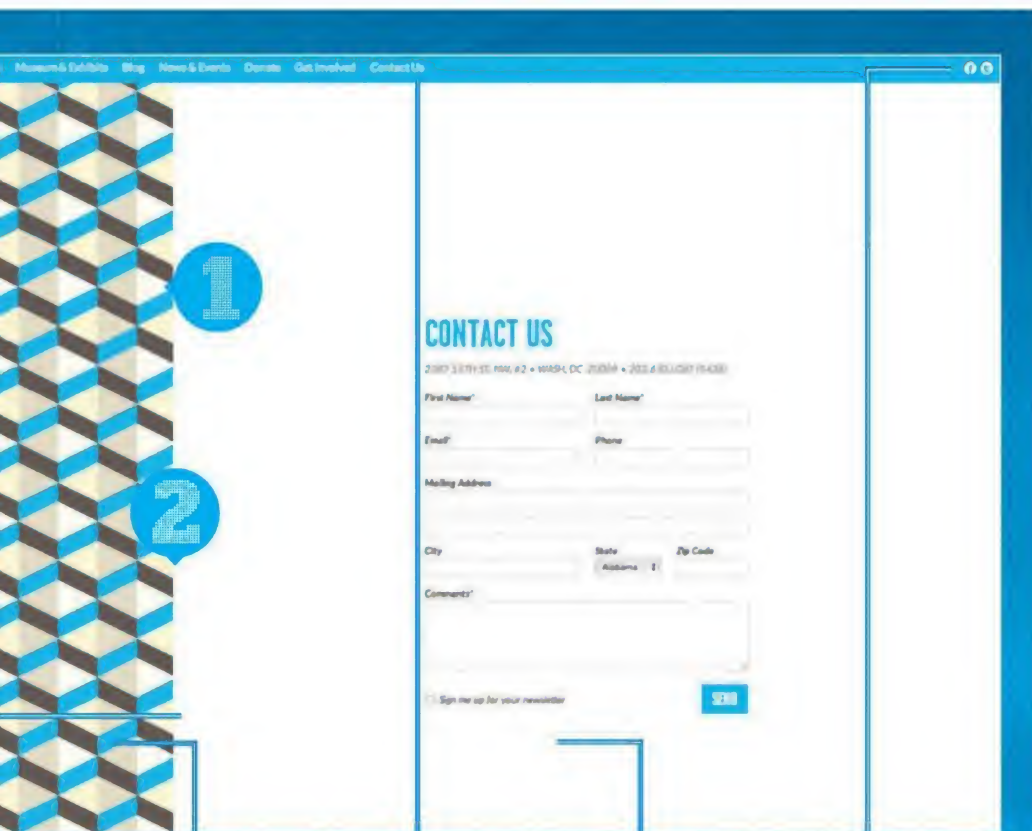 Museum & Exhibits Blog News & Events Donate Get Involved Contact Us
1
CONTACT US
First Name* Last Name*
Email* Phone
Mailing Address
City State Zip Code
Alabama
Comments*
Sign me up for your newsletter
SEND
2